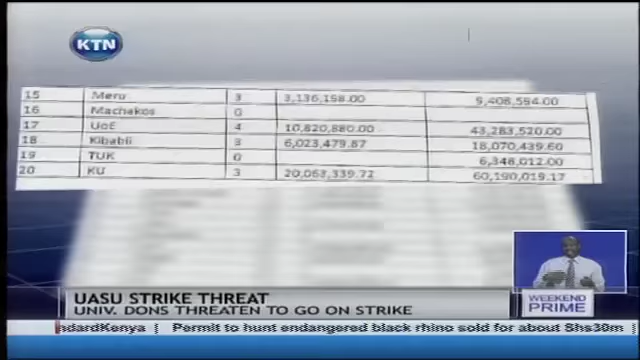 KTN
15 Meru 3 3,136,198.00 9,408,594.00
16 Machakos 0
17 UoE 4 10,820,880.00 43,283,520.00
18 Kibabii 3 6,023,479.87 18,070,439.60
19 TUK 0 6,348,012.00
20 KU 3 20,063,339.72 60,190,019.17
WEEKEND
PRIME
UASU STRIKE THREAT
UNIV. DONS THREATEN TO GO ON STRIKE
ndardKenya | Permit to hunt endangered black rhino sold for about Shs30m |